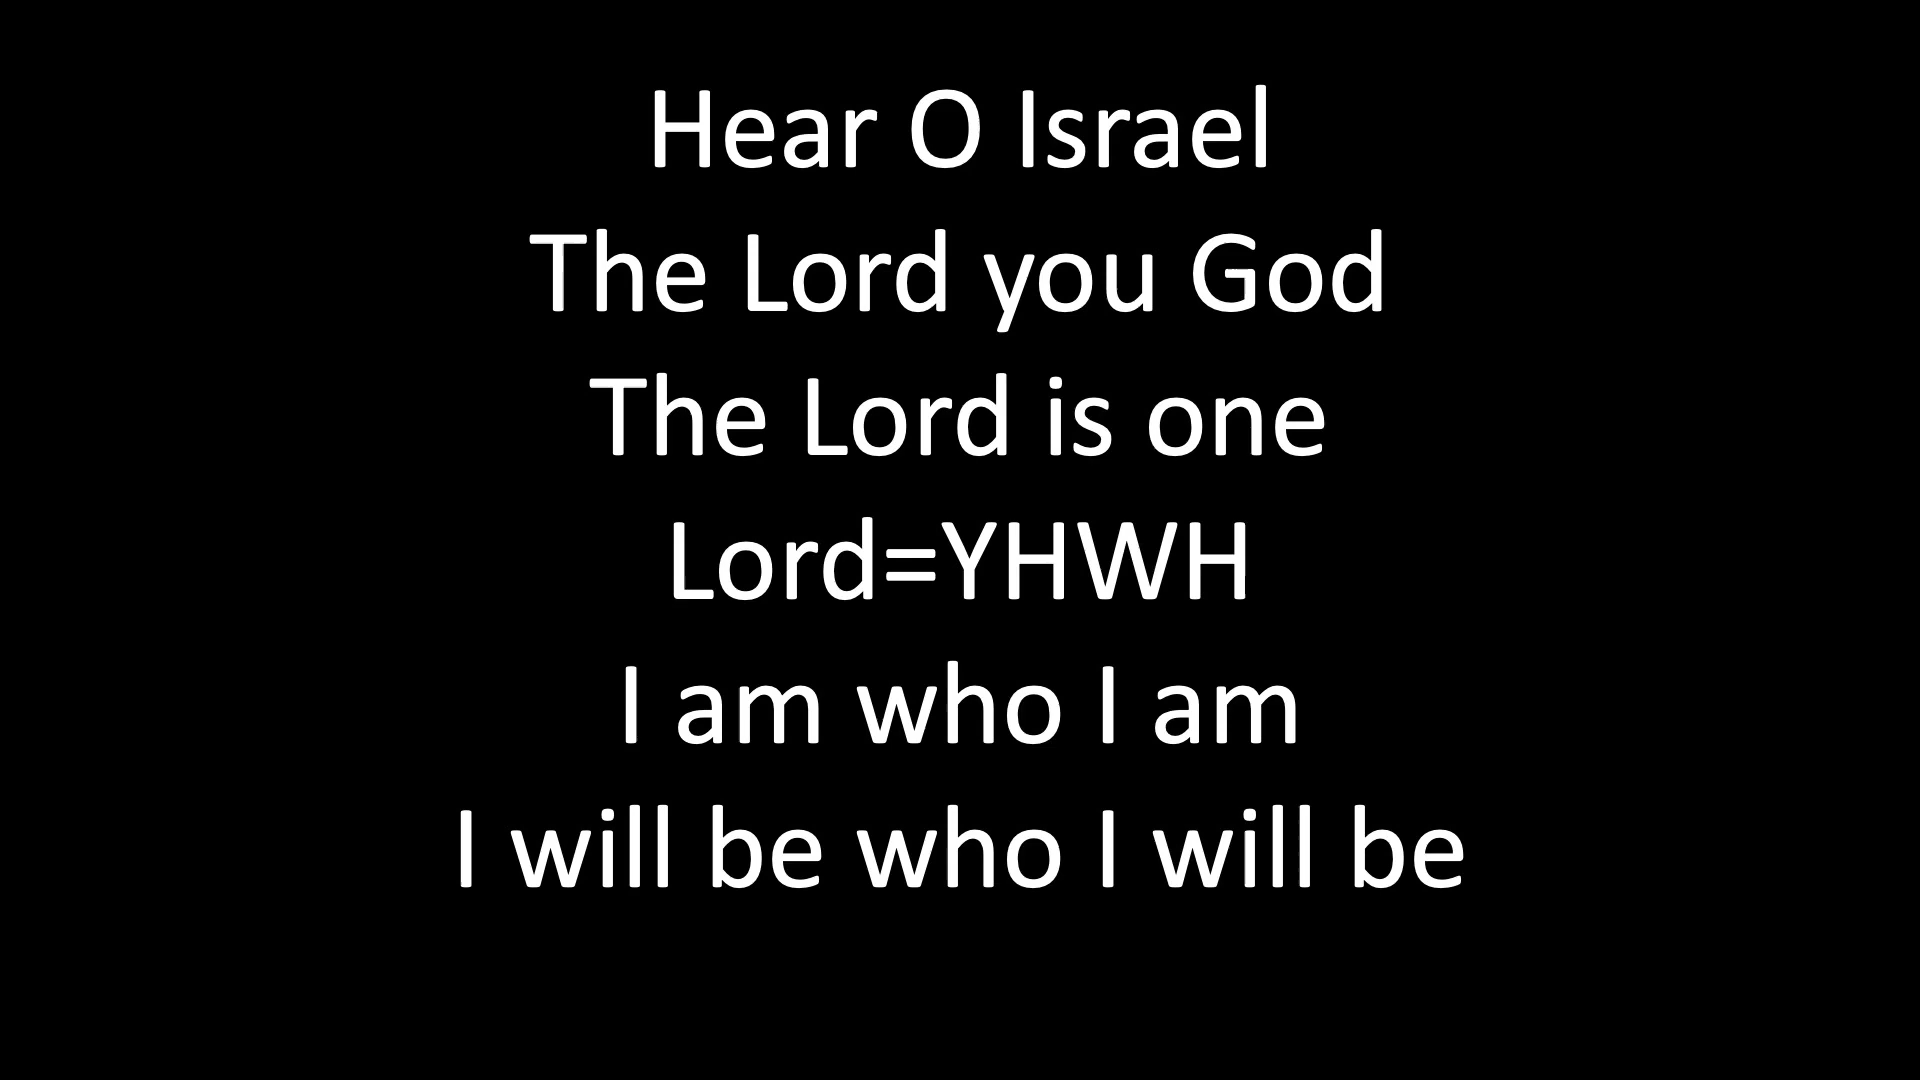 Hear O Israel
The Lord you God
The Lord is one
Lord=YHWH
I am who I am
I will be who I will be